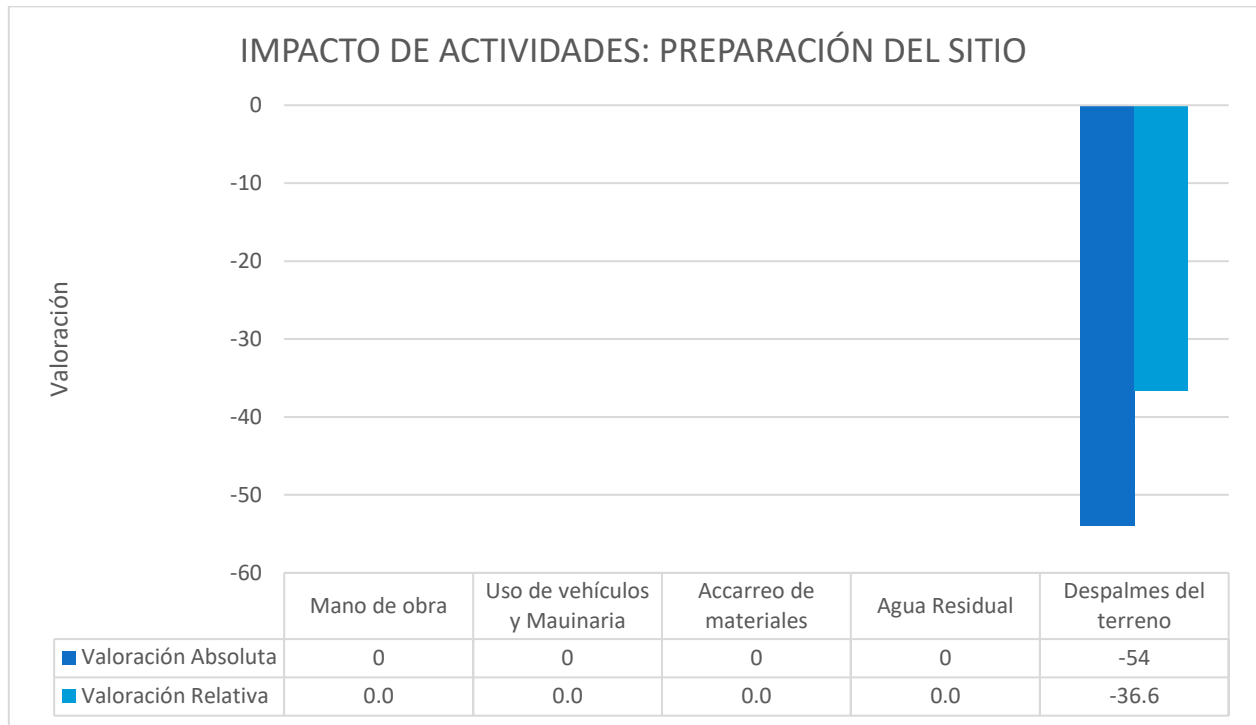 IMPACTO DE ACTIVIDADES: PREPARACIÓN DEL SITIO
Valoración
0
-10
-20
-30
-40
-50
-60
Mano de obra
Uso de vehículos
y Mauinaria
Accarreo de
materiales
Agua Residual
Despalmes del
terreno
Valoración Absoluta 0 0 0 0 -54
Valoración Relativa 0.0 0.0 0.0 0.0 -36.6